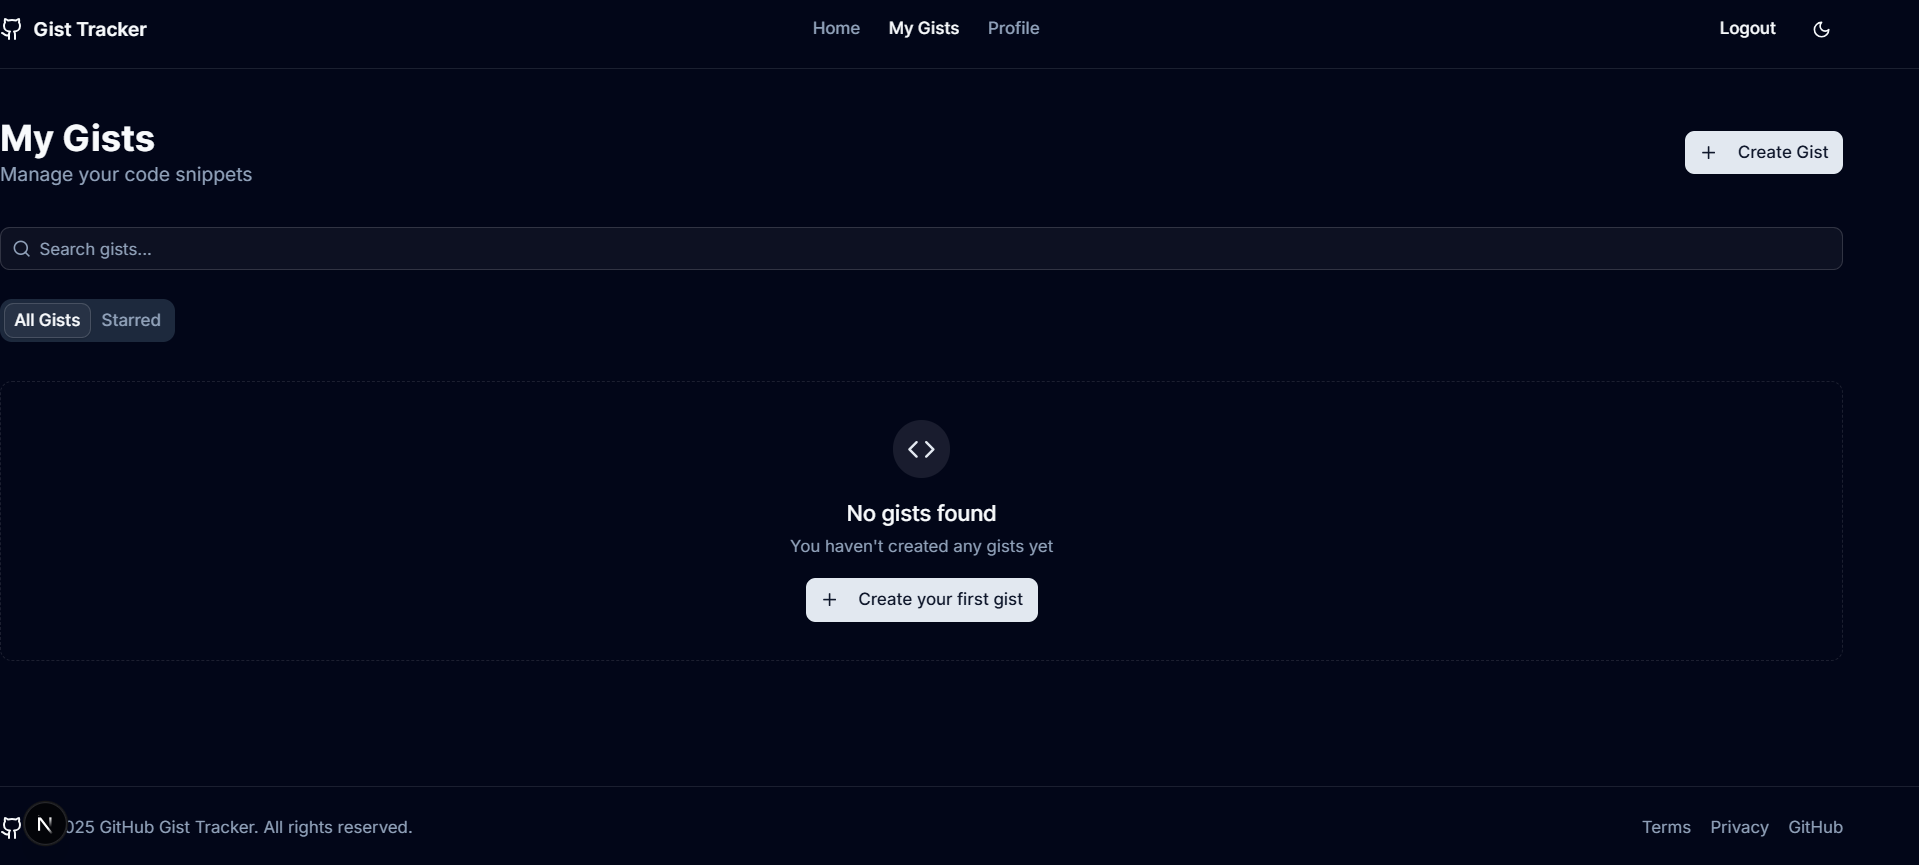 Gist Tracker
Home My Gists Profile
Logout
My Gists
Manage your code snippets
Create Gist
Search gists...
All Gists Starred
No gists found
You haven't created any gists yet
Create your first gist
N
025 GitHub Gist Tracker. All rights reserved.
Terms Privacy GitHub